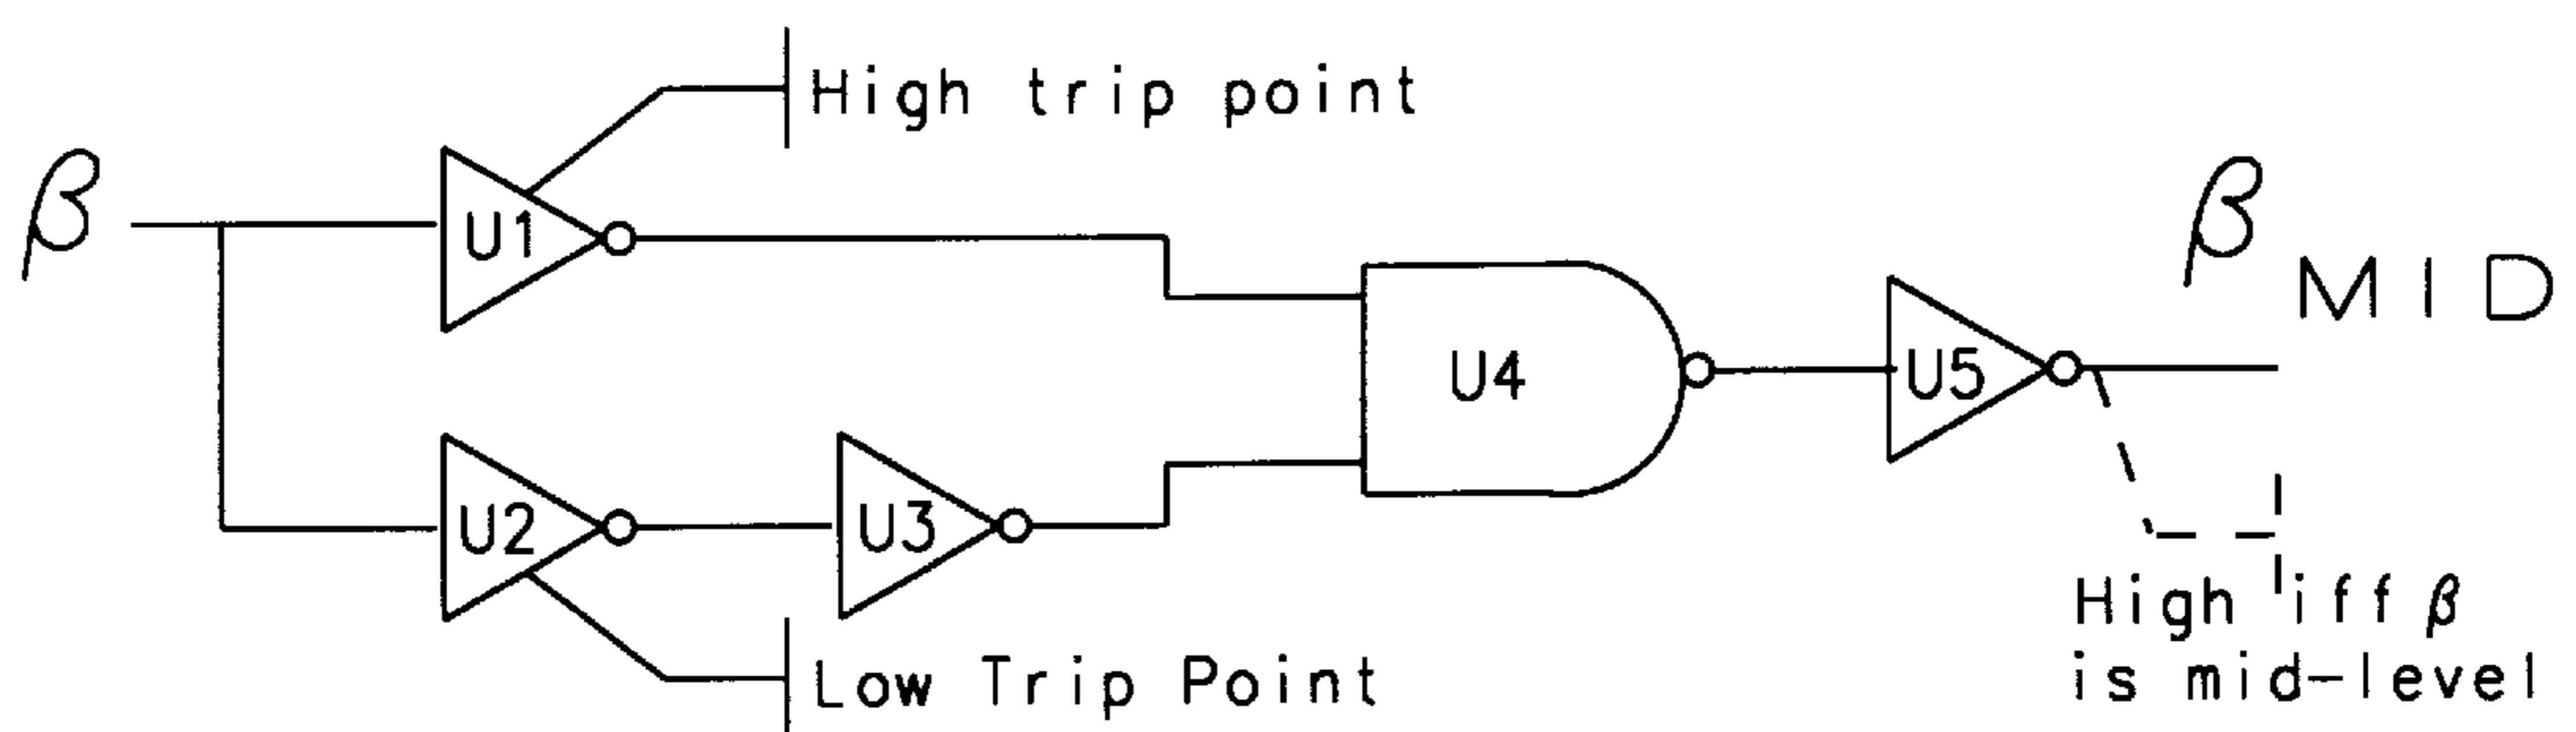 High trip point
β
U1
β MID
U4
U5
U2
U3
High iff β
is mid-level
Low Trip Point